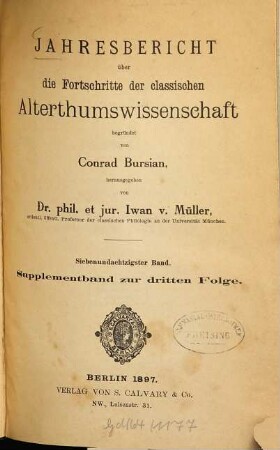 JAHRESBERICHT
über
die Fortschritte der classischen
Alterthumswissenschaft
begründet
von
Conrad Bursian,
herausgegeben
von
Dr. phil. et jur. Iwan v. Müller,
ordentl. öffentl. Professor der classischen Philologie an der Universität München.
Siebenundachtzigster Band.
Supplementband zur dritten Folge.
BERLIN 1897.
VERLAG VON S. CALVARY & Co.
NW., Luisenstr. 31.